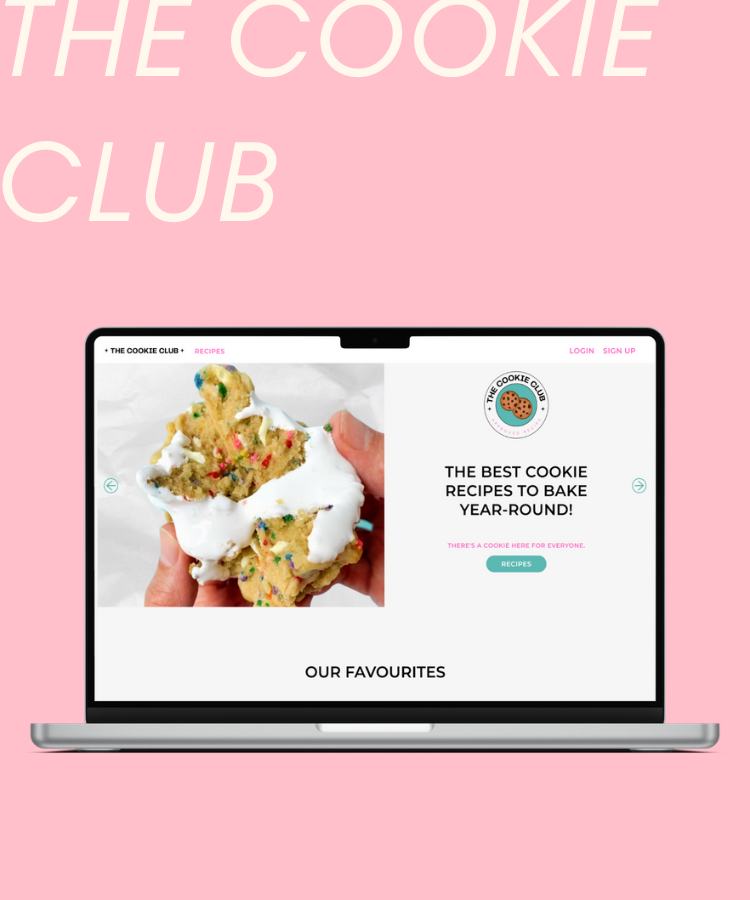 THE COOKIE
CLUB
+ THE COOKIE CLUB +
RECIPES
LOGIN
SIGN UP
THE COOKIE CLUB
THE BEST COOKIE
RECIPES TO BAKE
YEAR-ROUND!
THERE'S A COOKIE HERE FOR EVERYONE.
RECIPES
OUR FAVOURITES